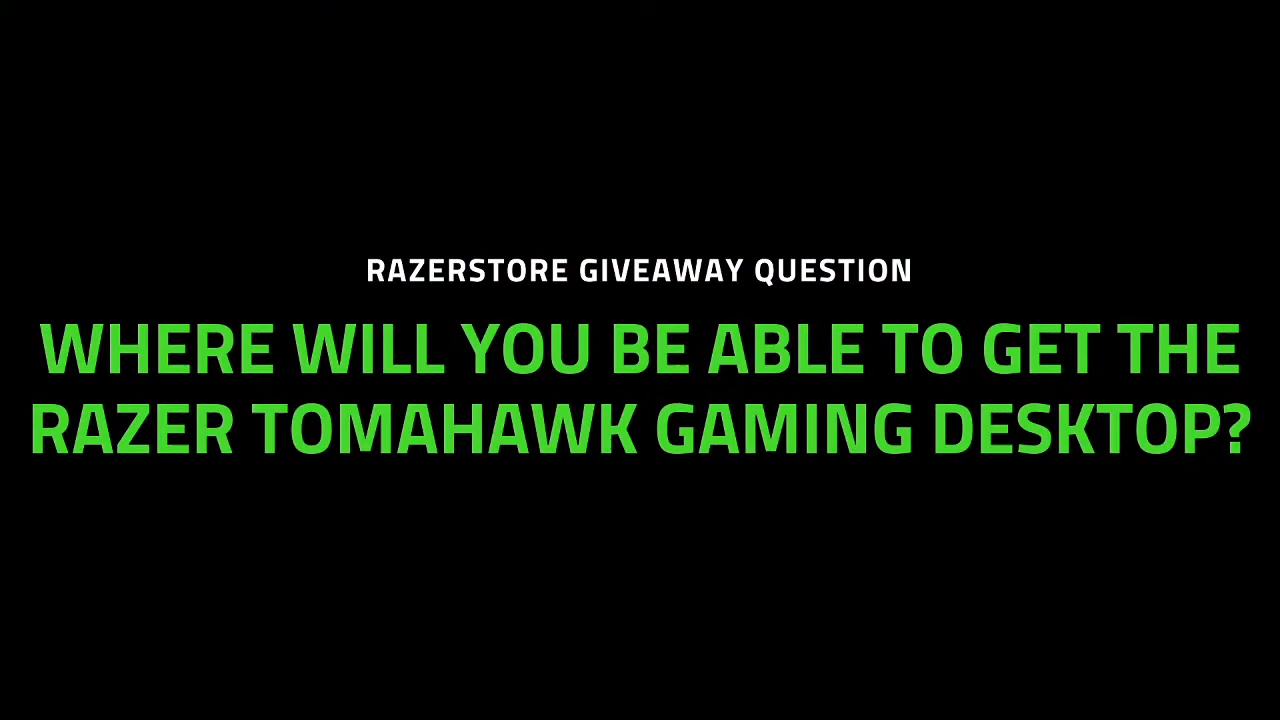 RAZERSTORE GIVEAWAY QUESTION
WHERE WILL YOU BE ABLE TO GET THE
RAZER TOMAHAWK GAMING DESKTOP?